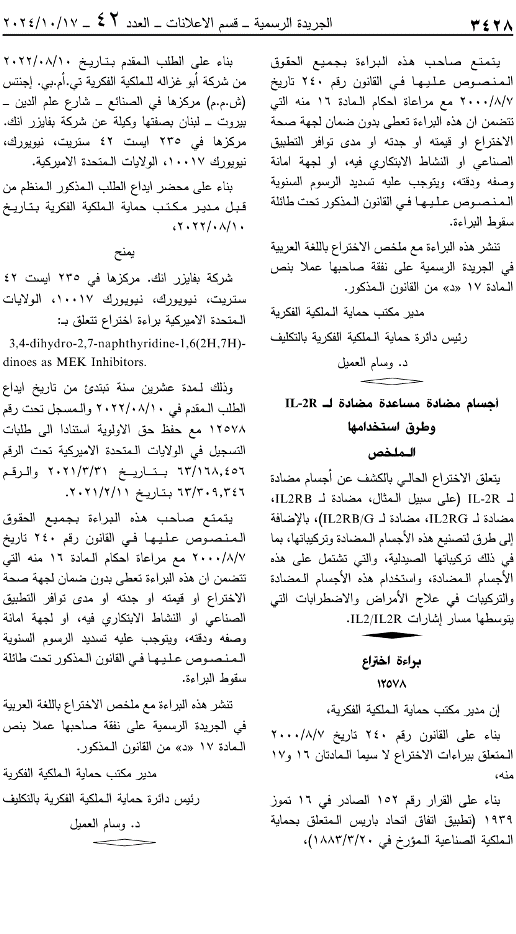 ٣٤٢٨
الجريدة الرسمية ــ قسم الاعلانات ــ العدد ٤٢ ــ ٢٠٢٤/١٠/١٧
يتمتع صاحب هذه البراءة بجميع الحقوق
المنصوص عليها في القانون رقم ٢٤٠ تاريخ
٢٠٠٠/٨/٧ مع مراعاة احكام المادة ١٦ منه التي
تتضمن ان هذه البراءة تعطى بدون ضمان لجهة صحة
الاختراع او قيمته او جدته او مدى توافر التطبيق
الصناعي او النشاط الابتكاري فيه، او لجهة امانة
وصفه ودقته، ويتوجب عليه تسديد الرسوم السنوية
المنصوص عليها في القانون المذكور تحت طائلة
سقوط البراءة.
تنشر هذه البراءة مع ملخص الاختراع باللغة العربية
في الجريدة الرسمية على نفقة صاحبها عملا بنص
المادة ١٧ «د» من القانون المذكور.
مدير مكتب حماية الملكية الفكرية
رئيس دائرة حماية الملكية الفكرية بالتكليف
د. وسام العميل
أجسام مضادة مساعدة مضادة لـ IL-2R
وطرق استخدامها
الملخص
يتعلق الاختراع الحالي بالكشف عن أجسام مضادة
لـ IL-2R (على سبيل المثال، مضادة لـ IL2RB،
مضادة لـ IL2RG، مضادة لـ IL2RB/G)، بالإضافة
إلى طرق لتصنيع هذه الأجسام المضادة وتركيباتها، بما
في ذلك تركيباتها الصيدلية، والتي تشتمل على هذه
الأجسام المضادة، واستخدام هذه الأجسام المضادة
والتركيبات في علاج الأمراض والاضطرابات التي
يتوسطها مسار إشارات IL2/IL2R.
براءة اختراع
١٢٥٧٨
إن مدير مكتب حماية الملكية الفكرية،
بناء على القانون رقم ٢٤٠ تاريخ ٢٠٠٠/٨/٧
المتعلق ببراءات الاختراع لا سيما المادتان ١٦ و١٧
منه،
بناء على القرار رقم ١٥٢ الصادر في ١٦ تموز
١٩٣٩ (تطبيق اتفاق اتحاد باريس المتعلق بحماية
الملكية الصناعية المؤرخ في ١٨٨٣/٣/٢٠)،
بناء على الطلب المقدم بتاريخ ٢٠٢٢/٠٨/١٠
من شركة أبو غزاله للملكية الفكرية تي.أم.بي. إجنتس
(ش.م.م) مركزها في الصنائع ــ شارع علم الدين ــ
بيروت ــ لبنان بصفتها وكيلة عن شركة بفايزر انك.
مركزها في ٢٣٥ ايست ٤٢ ستريت، نيويورك،
نيويورك ١٠٠١٧، الولايات المتحدة الاميركية.
بناء على محضر ايداع الطلب المذكور المنظم من
قبل مدير مكتب حماية الملكية الفكرية بتاريخ
٢٠٢٢/٠٨/١٠،
يمنح
شركة بفايزر انك. مركزها في ٢٣٥ ايست ٤٢
ستريت، نيويورك، نيويورك ١٠٠١٧، الولايات
المتحدة الاميركية براءة اختراع تتعلق بـ:
3,4-dihydro-2,7-naphthyridine-1,6(2H,7H)-
dinoes as MEK Inhibitors.
وذلك لمدة عشرين سنة تبتدئ من تاريخ ايداع
الطلب المقدم في ٢٠٢٢/٠٨/١٠ والمسجل تحت رقم
١٢٥٧٨ مع حفظ حق الاولوية استنادا الى طلبات
التسجيل في الولايات المتحدة الاميركية تحت الرقم
٦٣/١٦٨,٤٥٦ بتاريخ ٢٠٢١/٣/٣١ والرقم
٦٣/٣٠٩,٣٤٦ بتاريخ ٢٠٢١/٢/١١.
يتمتع صاحب هذه البراءة بجميع الحقوق
المنصوص عليها في القانون رقم ٢٤٠ تاريخ
٢٠٠٠/٨/٧ مع مراعاة احكام المادة ١٦ منه التي
تتضمن ان هذه البراءة تعطى بدون ضمان لجهة صحة
الاختراع او قيمته او جدته او مدى توافر التطبيق
الصناعي او النشاط الابتكاري فيه، او لجهة امانة
وصفه ودقته، ويتوجب عليه تسديد الرسوم السنوية
المنصوص عليها في القانون المذكور تحت طائلة
سقوط البراءة.
تنشر هذه البراءة مع ملخص الاختراع باللغة العربية
في الجريدة الرسمية على نفقة صاحبها عملا بنص
المادة ١٧ «د» من القانون المذكور.
مدير مكتب حماية الملكية الفكرية
رئيس دائرة حماية الملكية الفكرية بالتكليف
د. وسام العميل